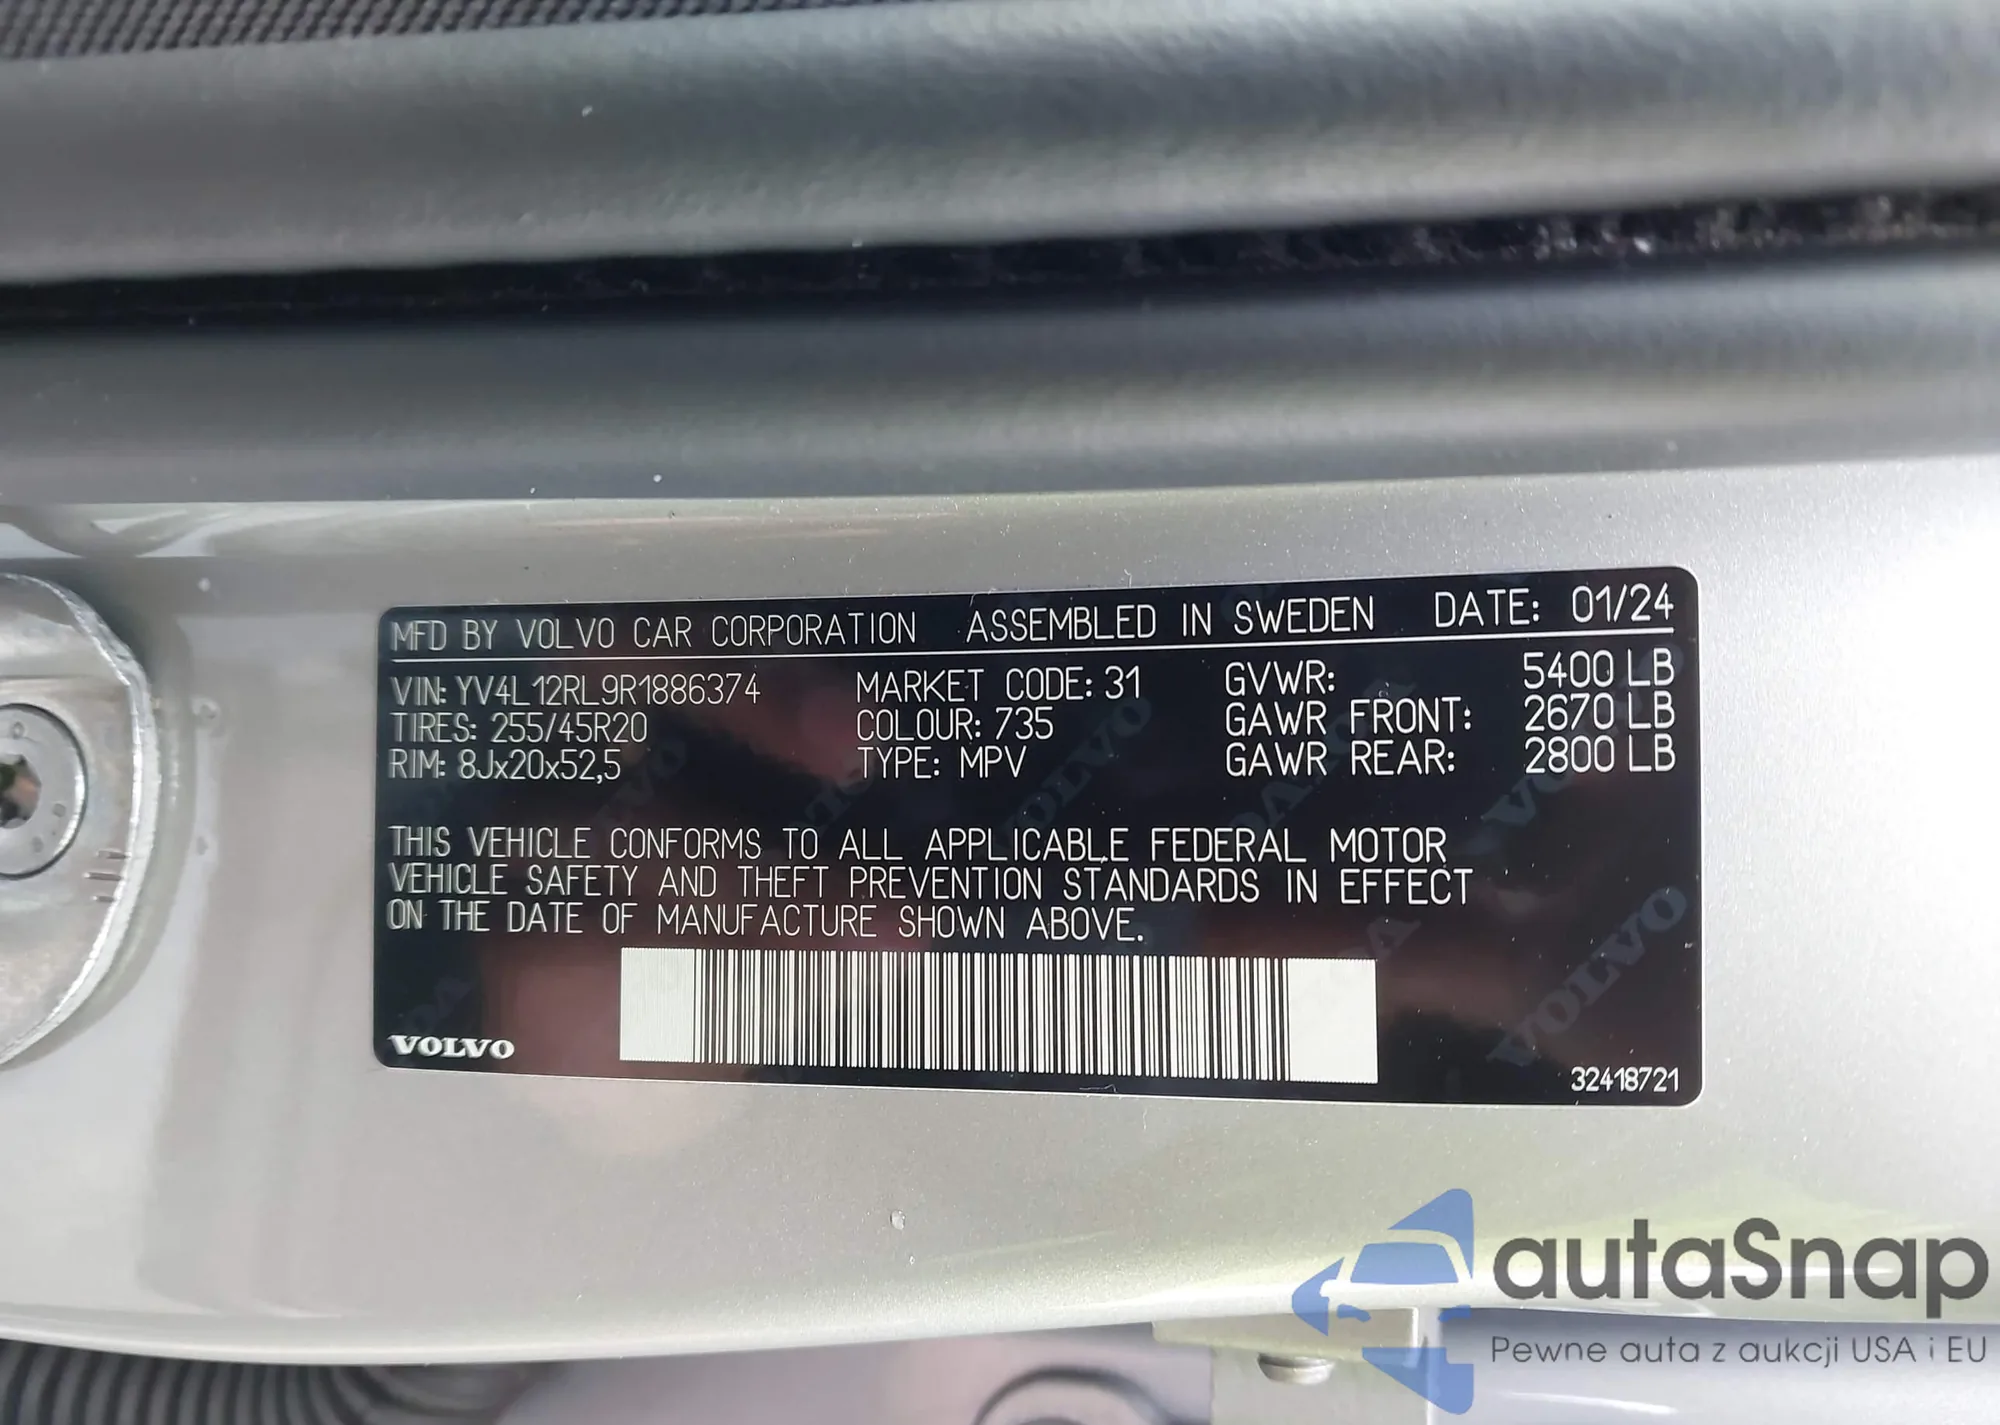 MFD BY VOLVO CAR CORPORATION ASSEMBLED IN SWEDEN DATE: 01/24
VIN: YV4L12RL9R1886374 MARKET CODE: 31 GVWR: 5400 LB
TIRES: 255/45R20 COLOUR: 735 GAWR FRONT: 2670 LB
RIM: 8Jx20x52,5 TYPE: MPV GAWR REAR: 2800 LB
THIS VEHICLE CONFORMS TO ALL APPLICABLE FEDERAL MOTOR
VEHICLE SAFETY AND THEFT PREVENTION STANDARDS IN EFFECT
ON THE DATE OF MANUFACTURE SHOWN ABOVE.
VOLVO
32418721
autaSnap
Pewne auta z aukcji USA i EU